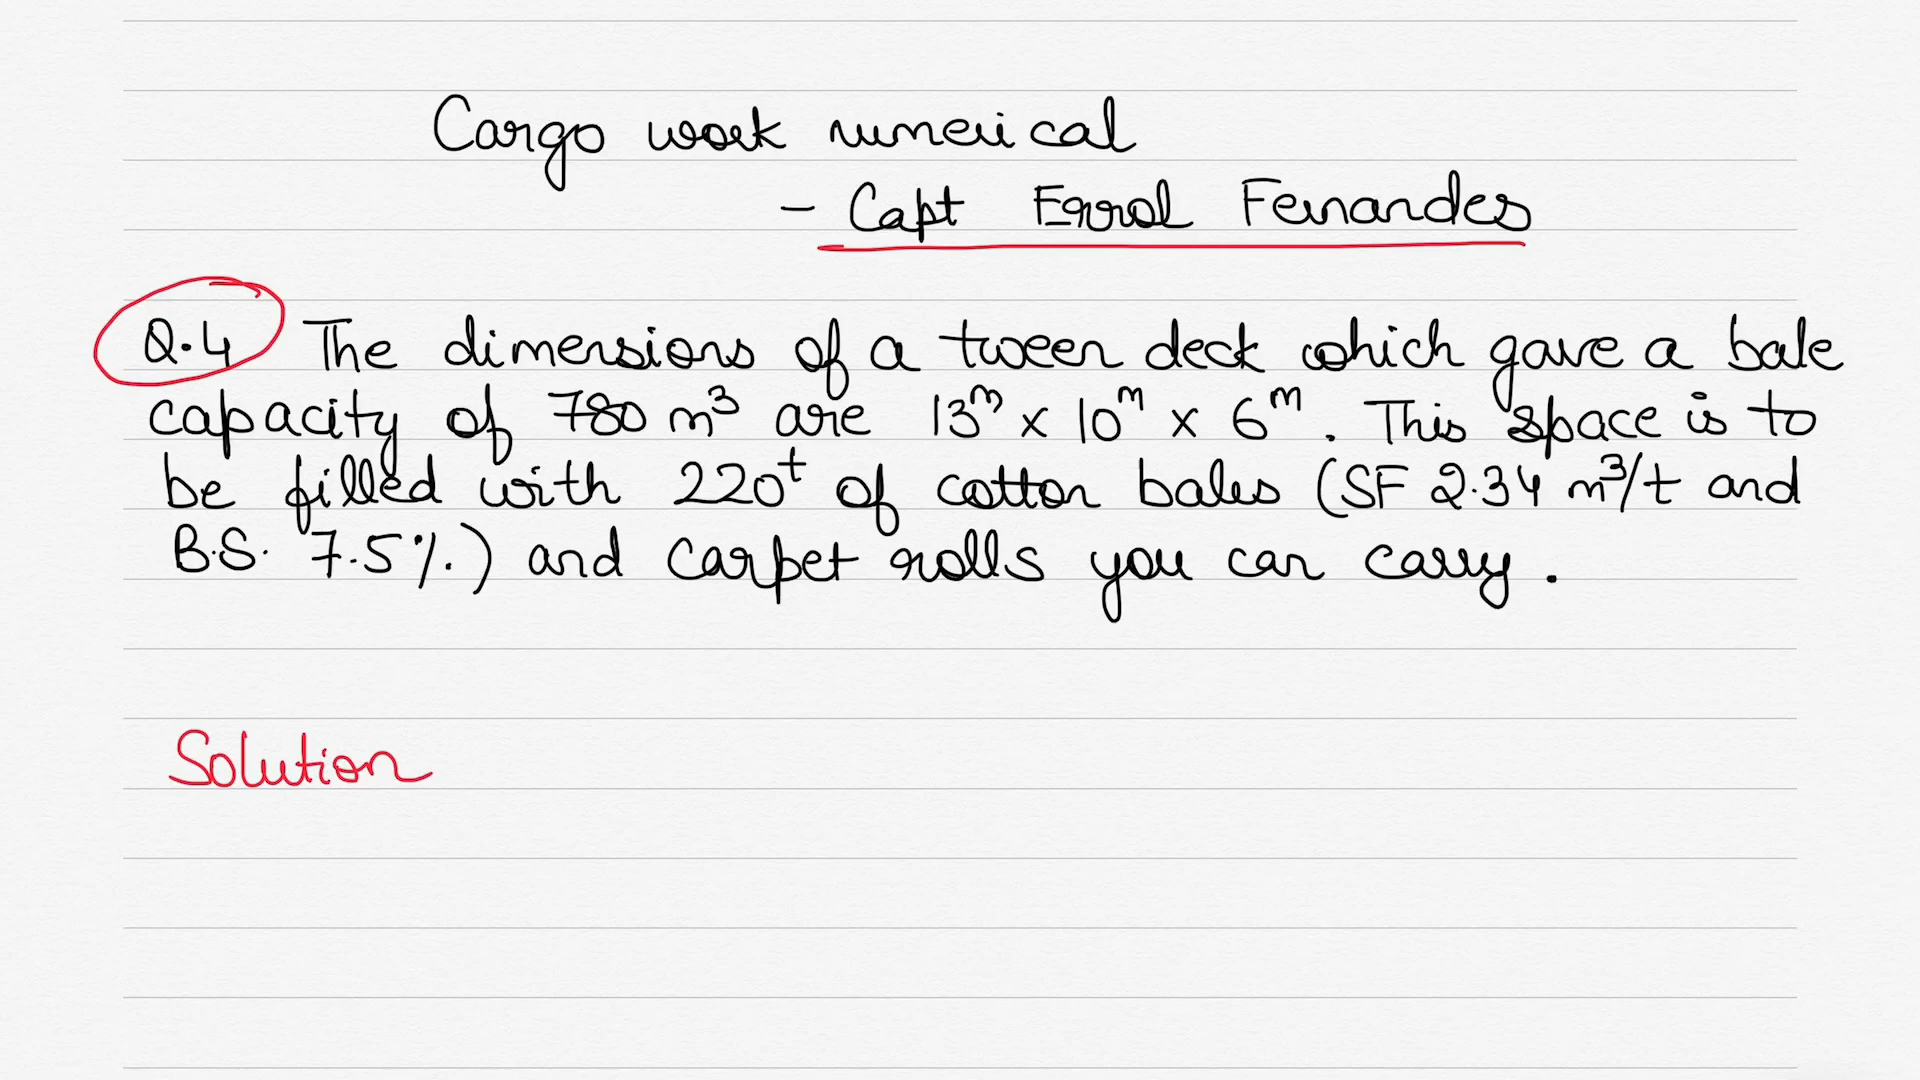 Cargo work numerical
- Capt Errol Fernandes
Q.4 The dimensions of a tween deck which gave a bale
capacity of 780 m³ are 13ᵐ x 10ᵐ x 6ᵐ. This space is to
be filled with 220ᵗ of cotton bales (SF 2.34 m³/t and
B.S. 7.5%.) and carpet rolls you can carry.
Solution